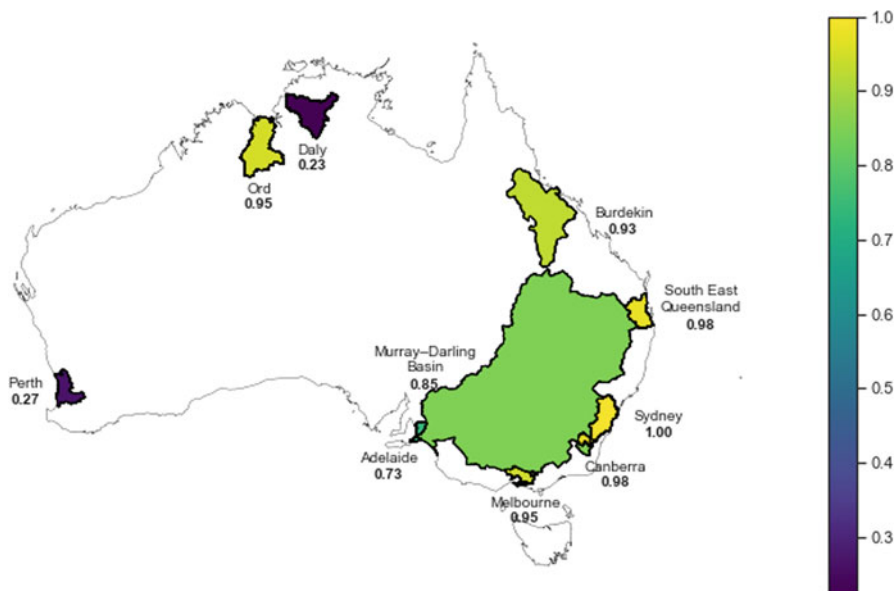 Daly
0.23
Ord
0.95
Burdekin
0.93
South East
Queensland
0.98
Murray–Darling
Basin
0.85
Perth
0.27
Sydney
1.00
Adelaide
0.73
Canberra
0.98
Melbourne
0.95
1.0
0.9
0.8
0.7
0.6
0.5
0.4
0.3